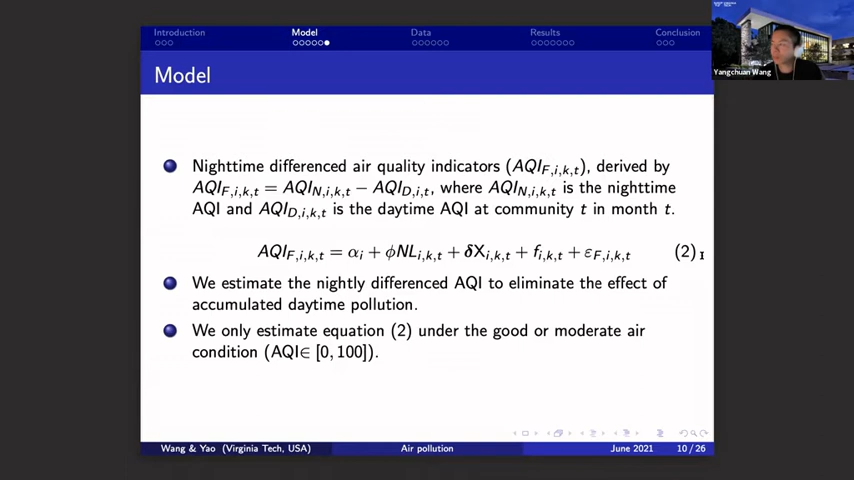 Introduction Model Data Results Conclusion
Model
Nighttime differenced air quality indicators (AQI_{F,i,k,t}), derived by
AQI_{F,i,k,t} = AQI_{N,i,k,t} − AQI_{D,i,t}, where AQI_{N,i,k,t} is the nighttime
AQI and AQI_{D,i,k,t} is the daytime AQI at community t in month t.
AQI_{F,i,k,t} = α_i + ϕNL_{i,k,t} + δX_{i,k,t} + f_{i,k,t} + ε_{F,i,k,t} (2)
We estimate the nightly differenced AQI to eliminate the effect of
accumulated daytime pollution.
We only estimate equation (2) under the good or moderate air
condition (AQI∈ [0, 100]).
Wang & Yao (Virginia Tech, USA) Air pollution June 2021 10 / 26
Yangchuan Wang